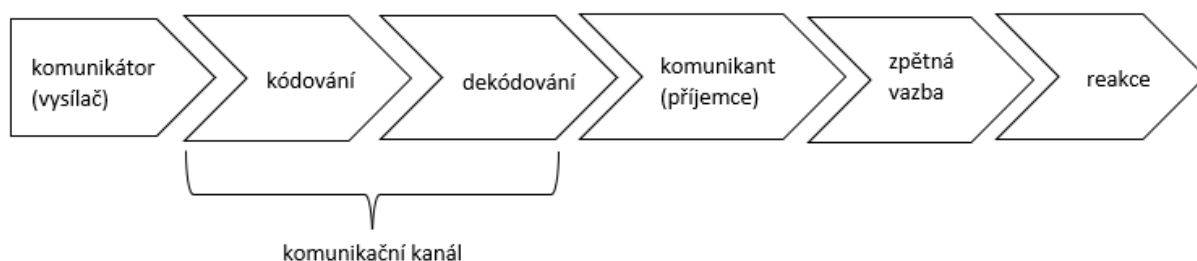 komunikátor
(vysílač)
kódování
dekódování
komunikant
(příjemce)
zpětná
vazba
reakce
komunikační kanál